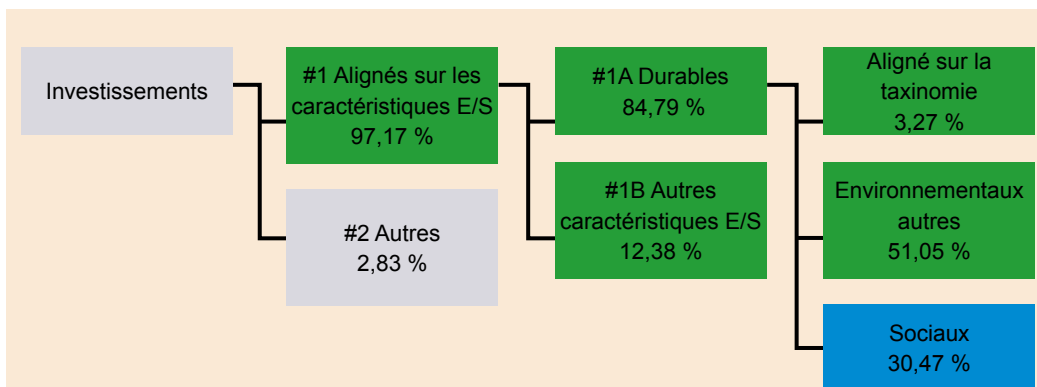 Investissements
#1 Alignés sur les
caractéristiques E/S
97,17 %
#2 Autres
2,83 %
#1A Durables
84,79 %
#1B Autres
caractéristiques E/S
12,38 %
Aligné sur la
taxinomie
3,27 %
Environnementaux
autres
51,05 %
Sociaux
30,47 %